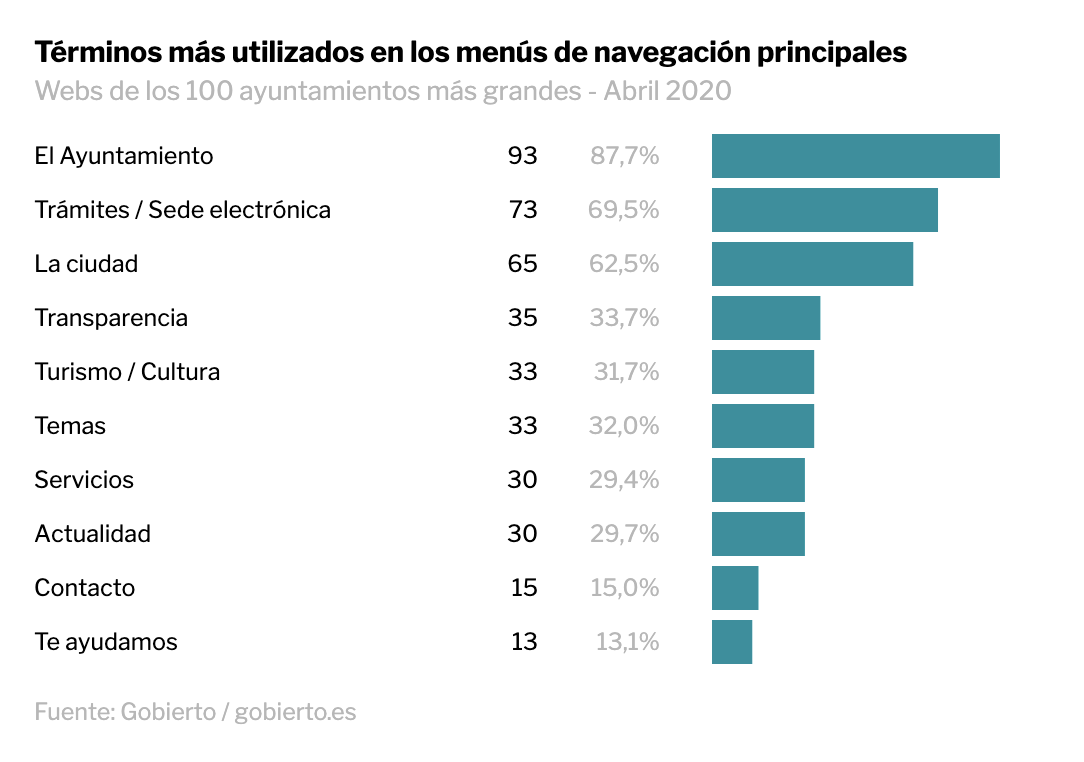 Términos más utilizados en los menús de navegación principales
Webs de los 100 ayuntamientos más grandes - Abril 2020
El Ayuntamiento 93 87,7%
Trámites / Sede electrónica 73 69,5%
La ciudad 65 62,5%
Transparencia 35 33,7%
Turismo / Cultura 33 31,7%
Temas 33 32,0%
Servicios 30 29,4%
Actualidad 30 29,7%
Contacto 15 15,0%
Te ayudamos 13 13,1%
Fuente: Gobierto / gobierto.es